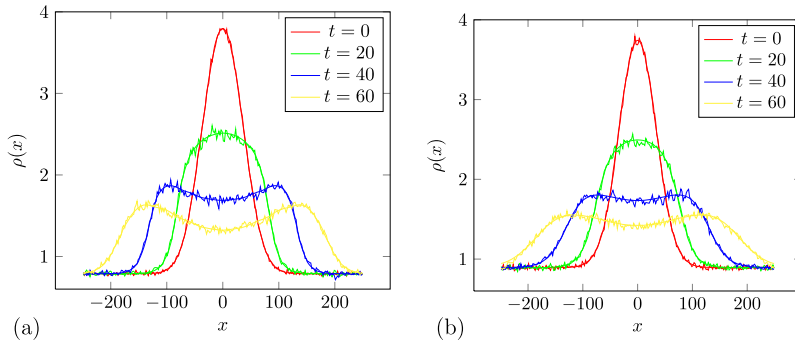 4
3
2
1
ρ(x)
t = 0
t = 20
t = 40
t = 60
−200 −100 0 100 200
x
(a)
4
3
2
1
ρ(x)
t = 0
t = 20
t = 40
t = 60
−200 −100 0 100 200
x
(b)